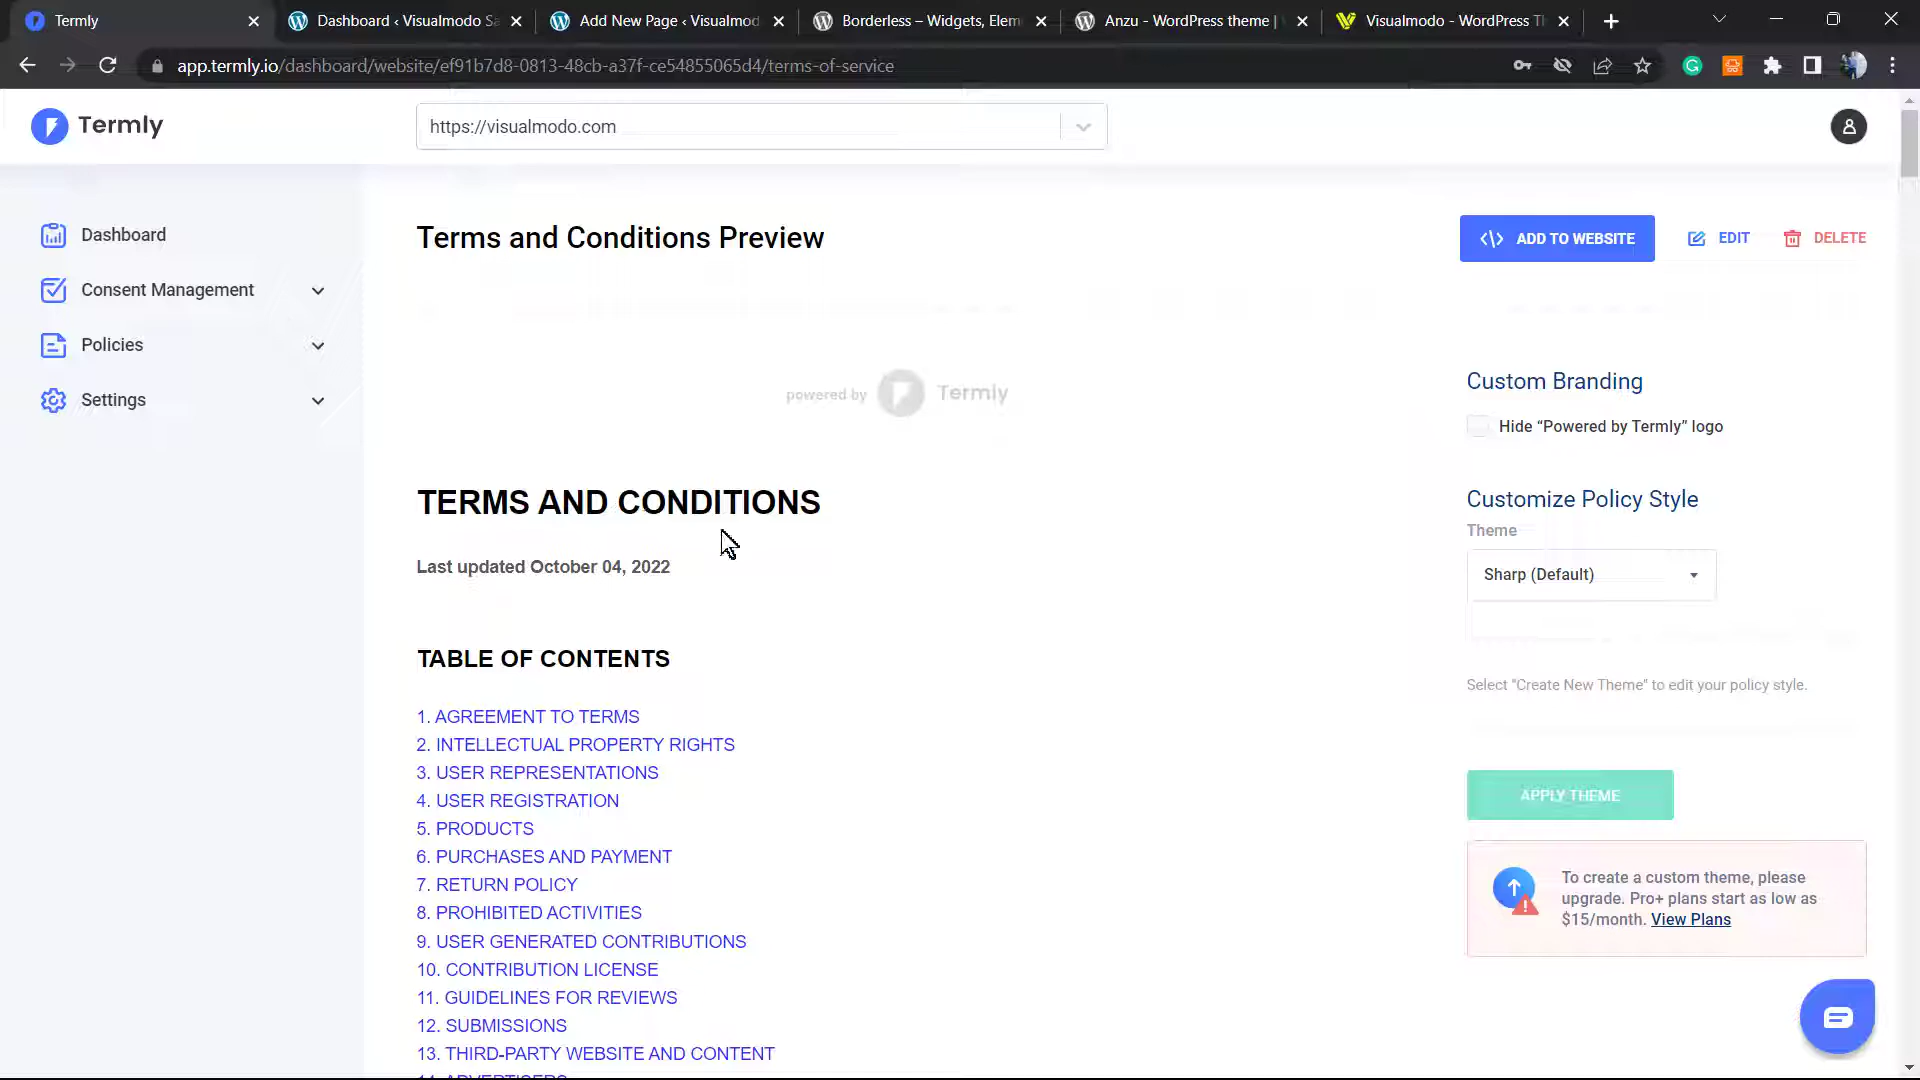 Termly
Dashboard ‹ Visualmodo Sa
Add New Page ‹ Visualmod
Borderless – Widgets, Elem
Anzu - WordPress theme |
Visualmodo - WordPress Th
app.termly.io/dashboard/website/ef91b7d8-0813-48cb-a37f-ce54855065d4/terms-of-service
Termly
https://visualmodo.com
Dashboard
Consent Management
Policies
Settings
Terms and Conditions Preview
ADD TO WEBSITE
EDIT
DELETE
powered by Termly
Custom Branding
Hide “Powered by Termly” logo
Customize Policy Style
Theme
Sharp (Default)
Select "Create New Theme" to edit your policy style.
APPLY THEME
To create a custom theme, please
upgrade. Pro+ plans start as low as
$15/month. View Plans
TERMS AND CONDITIONS
Last updated October 04, 2022
TABLE OF CONTENTS
1. AGREEMENT TO TERMS
2. INTELLECTUAL PROPERTY RIGHTS
3. USER REPRESENTATIONS
4. USER REGISTRATION
5. PRODUCTS
6. PURCHASES AND PAYMENT
7. RETURN POLICY
8. PROHIBITED ACTIVITIES
9. USER GENERATED CONTRIBUTIONS
10. CONTRIBUTION LICENSE
11. GUIDELINES FOR REVIEWS
12. SUBMISSIONS
13. THIRD-PARTY WEBSITE AND CONTENT
14. ADVERTISERS